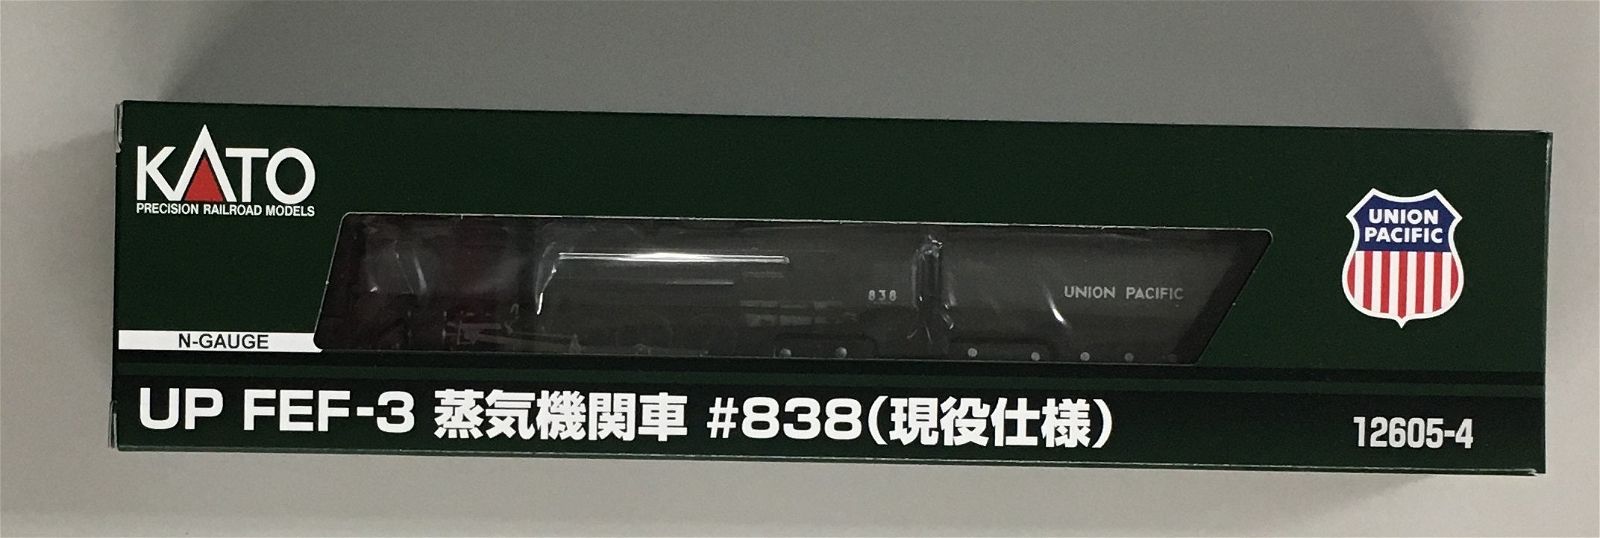 KATO
PRECISION RAILROAD MODELS
UNION
PACIFIC
838
UNION PACIFIC
N-GAUGE
UP FEF-3 蒸気機関車 #838(現役仕様)
12605-4